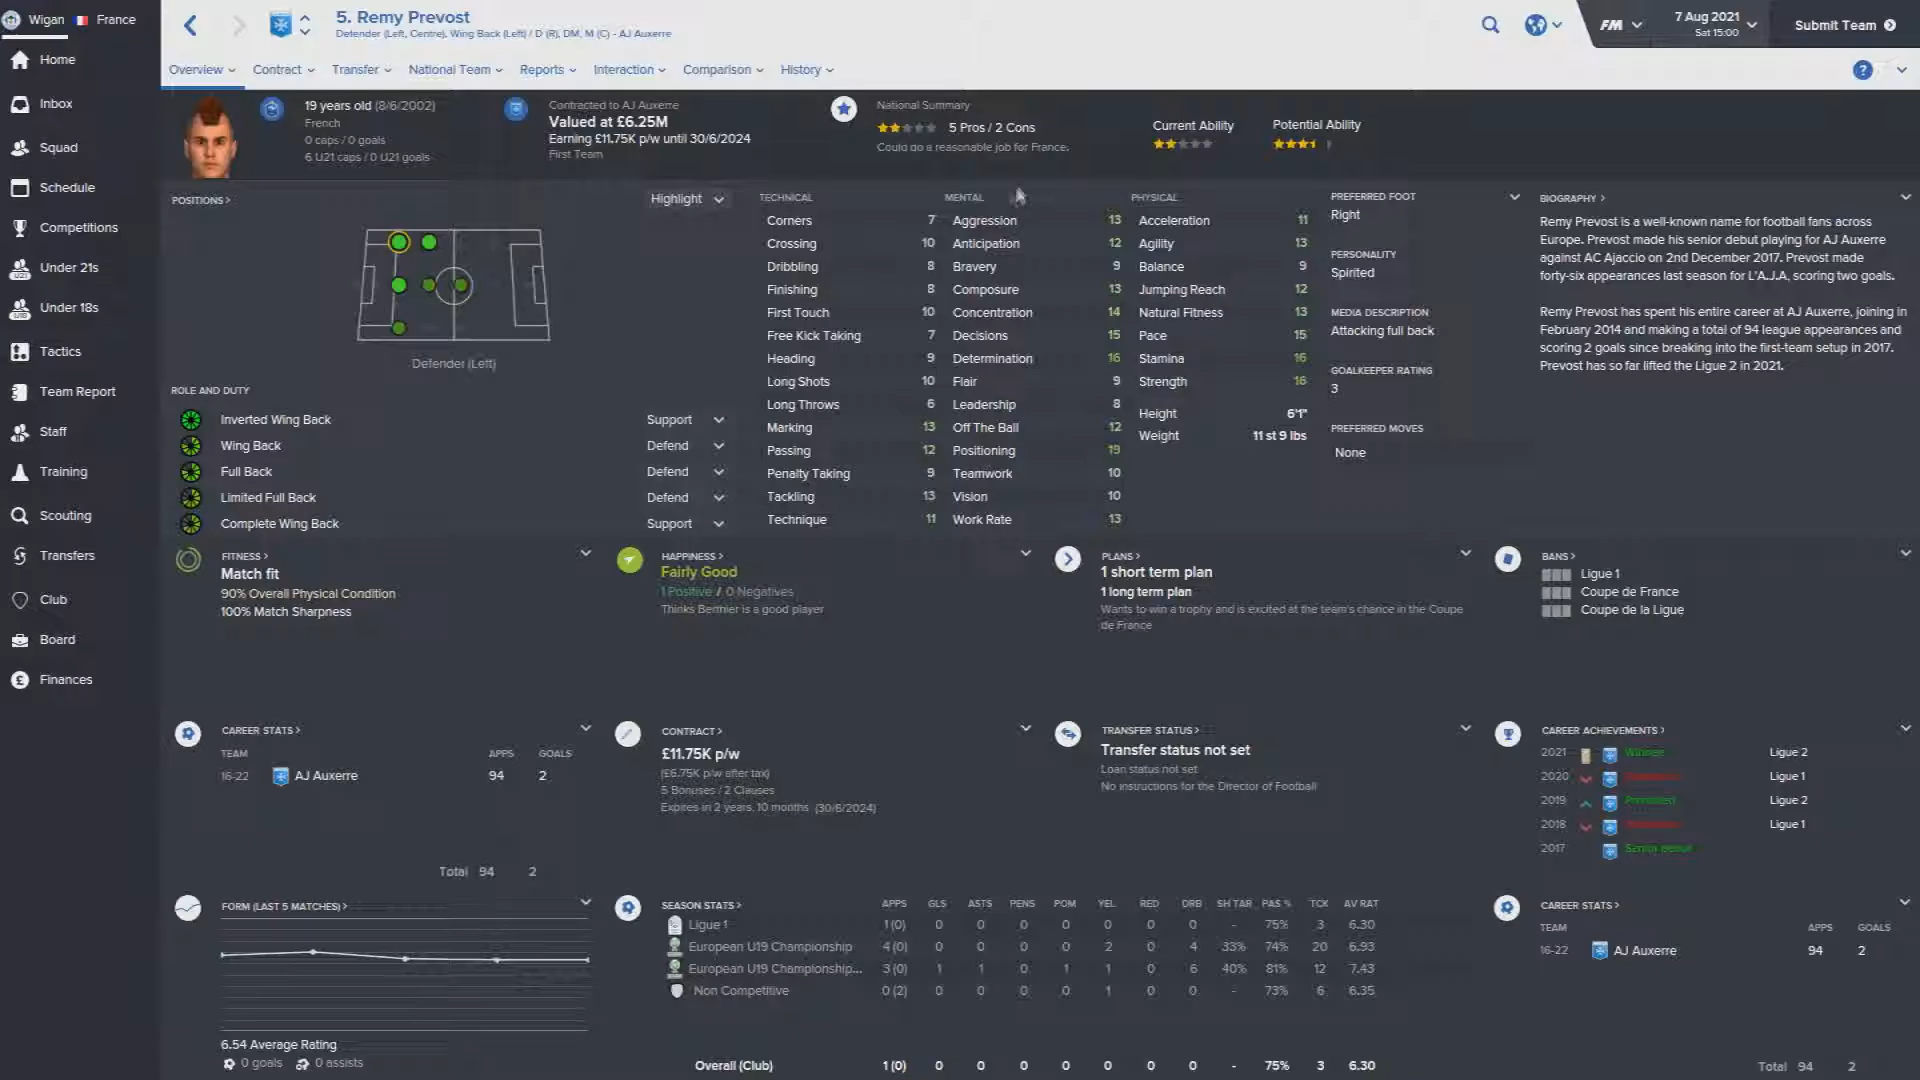 Wigan France
5. Remy Prevost
Defender (Left, Centre), Wing Back (Left) / D (R), DM, M (C) - AJ Auxerre
FM
7 Aug 2021
Sat 15:00
Submit Team
Home
Inbox
Squad
Schedule
Competitions
Under 21s
Under 18s
Tactics
Team Report
Staff
Training
Scouting
Transfers
Club
Board
Finances
Overview Contract Transfer National Team Reports Interaction Comparison History
?
19 years old (8/6/2002)
French
0 caps / 0 goals
6 U21 caps / 0 U21 goals
Contracted to AJ Auxerre
Valued at £6.25M
Earning £11.75K p/w until 30/6/2024
First Team
National Summary
5 Pros / 2 Cons
Could do a reasonable job for France.
Current Ability
Potential Ability
POSITIONS >
Highlight
Defender (Left)
ROLE AND DUTY
Inverted Wing Back Support
Wing Back Defend
Full Back Defend
Limited Full Back Defend
Complete Wing Back Support
TECHNICAL
Corners 7
Crossing 10
Dribbling 8
Finishing 8
First Touch 10
Free Kick Taking 7
Heading 9
Long Shots 10
Long Throws 6
Marking 13
Passing 12
Penalty Taking 9
Tackling 13
Technique 11
MENTAL
Aggression 13
Anticipation 12
Bravery 9
Composure 13
Concentration 14
Decisions 15
Determination 16
Flair 9
Leadership 8
Off The Ball 12
Positioning 19
Teamwork 10
Vision 10
Work Rate 13
PHYSICAL
Acceleration 11
Agility 13
Balance 9
Jumping Reach 12
Natural Fitness 13
Pace 15
Stamina 16
Strength 16
Height 6'1"
Weight 11 st 9 lbs
PREFERRED FOOT
Right
PERSONALITY
Spirited
MEDIA DESCRIPTION
Attacking full back
GOALKEEPER RATING
3
PREFERRED MOVES
None
BIOGRAPHY >
Remy Prevost is a well-known name for football fans across
Europe. Prevost made his senior debut playing for AJ Auxerre
against AC Ajaccio on 2nd December 2017. Prevost made
forty-six appearances last season for L'A.J.A, scoring two goals.
Remy Prevost has spent his entire career at AJ Auxerre, joining in
February 2014 and making a total of 94 league appearances and
scoring 2 goals since breaking into the first-team setup in 2017.
Prevost has so far lifted the Ligue 2 in 2021.
FITNESS >
Match fit
90% Overall Physical Condition
100% Match Sharpness
HAPPINESS >
Fairly Good
1 Positive / 0 Negatives
Thinks Berthier is a good player
PLANS >
1 short term plan
1 long term plan
Wants to win a trophy and is excited at the team's chance in the Coupe
de France
BANS >
Ligue 1
Coupe de France
Coupe de la Ligue
CAREER STATS >
TEAM APPS GOALS
16-22 AJ Auxerre 94 2
Total 94 2
CONTRACT >
£11.75K p/w
(£6.75K p/w after tax)
5 Bonuses / 2 Clauses
Expires in 2 years, 10 months (30/6/2024)
TRANSFER STATUS >
Transfer status not set
Loan status not set
No instructions for the Director of Football
CAREER ACHIEVEMENTS >
2021 Winners Ligue 2
2020 Ligue 1
2019 Promoted Ligue 2
2018 Ligue 1
2017 Senior debut
FORM (LAST 5 MATCHES) >
6.54 Average Rating
0 goals 0 assists
SEASON STATS > APPS GLS ASTS PENS POM YEL RED DRB SH TAR PAS % TCK AV RAT
Ligue 1 1 (0) 0 0 0 0 0 0 0 - 75% 3 6.30
European U19 Championship 4 (0) 0 0 0 0 2 0 4 33% 74% 20 6.93
European U19 Championship... 3 (0) 1 1 0 1 1 0 6 40% 81% 12 7.43
Non Competitive 0 (2) 0 0 0 0 1 0 0 - 73% 6 6.35
Overall (Club) 1 (0) 0 0 0 0 0 0 0 - 75% 3 6.30
CAREER STATS >
TEAM APPS GOALS
16-22 AJ Auxerre 94 2
Total 94 2